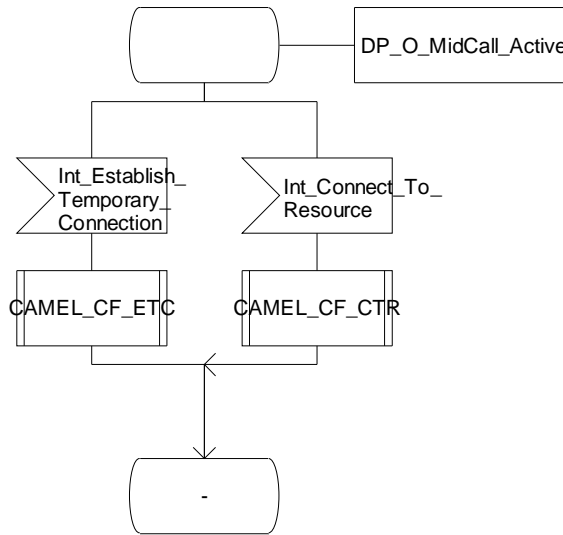 DP_O_MidCall_Active
Int_Establish_
Temporary_
Connection
Int_Connect_To_
Resource
CAMEL_CF_ETC
CAMEL_CF_CTR
-